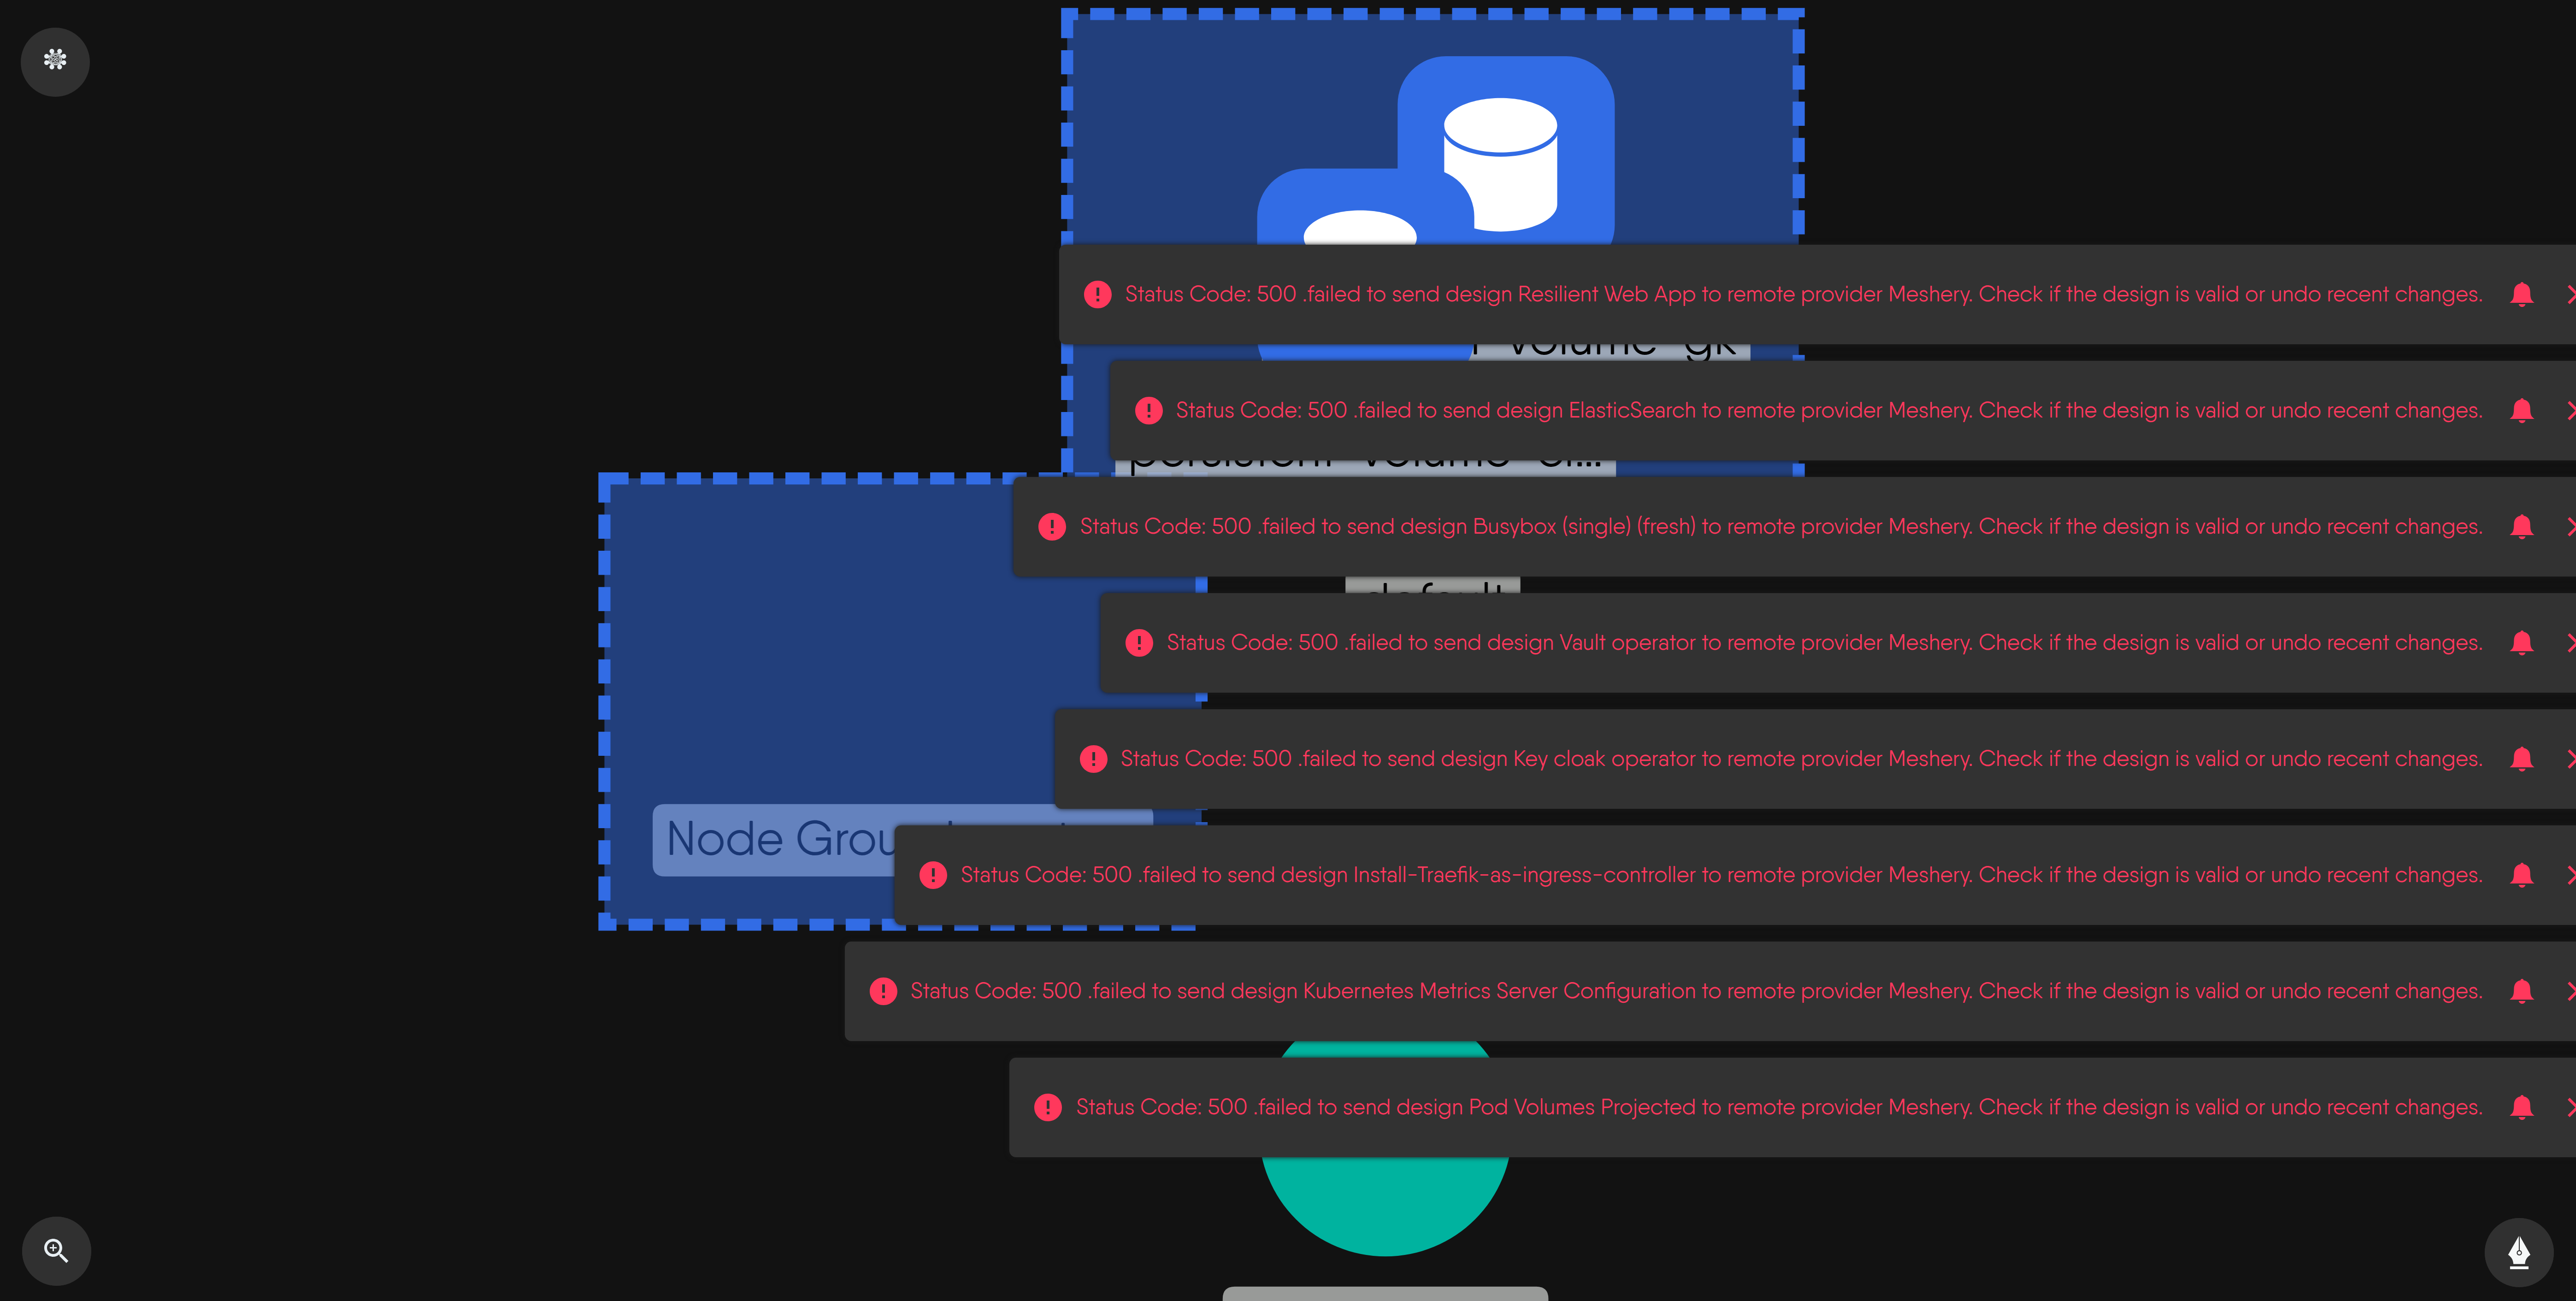 Status Code: 500 .failed to send design Resilient Web App to remote provider Meshery. Check if the design is valid or undo recent changes.
volume-gk
Status Code: 500 .failed to send design ElasticSearch to remote provider Meshery. Check if the design is valid or undo recent changes.
persistent-volume-
Status Code: 500 .failed to send design Busybox (single) (fresh) to remote provider Meshery. Check if the design is valid or undo recent changes.
default
Status Code: 500 .failed to send design Vault operator to remote provider Meshery. Check if the design is valid or undo recent changes.
Status Code: 500 .failed to send design Key cloak operator to remote provider Meshery. Check if the design is valid or undo recent changes.
Node Grou
Status Code: 500 .failed to send design Install-Traefik-as-ingress-controller to remote provider Meshery. Check if the design is valid or undo recent changes.
Status Code: 500 .failed to send design Kubernetes Metrics Server Configuration to remote provider Meshery. Check if the design is valid or undo recent changes.
Status Code: 500 .failed to send design Pod Volumes Projected to remote provider Meshery. Check if the design is valid or undo recent changes.